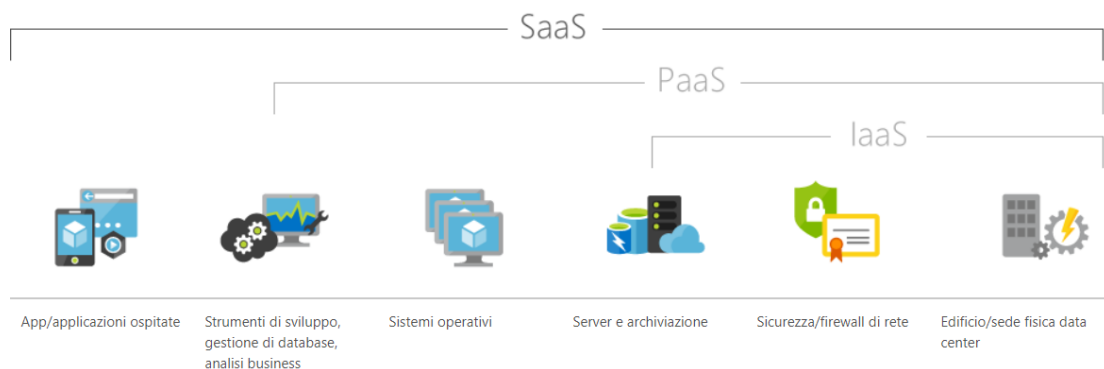 SaaS
PaaS
IaaS
App/applicazioni ospitate
Strumenti di sviluppo,
gestione di database,
analisi business
Sistemi operativi
Server e archiviazione
Sicurezza/firewall di rete
Edificio/sede fisica data
center